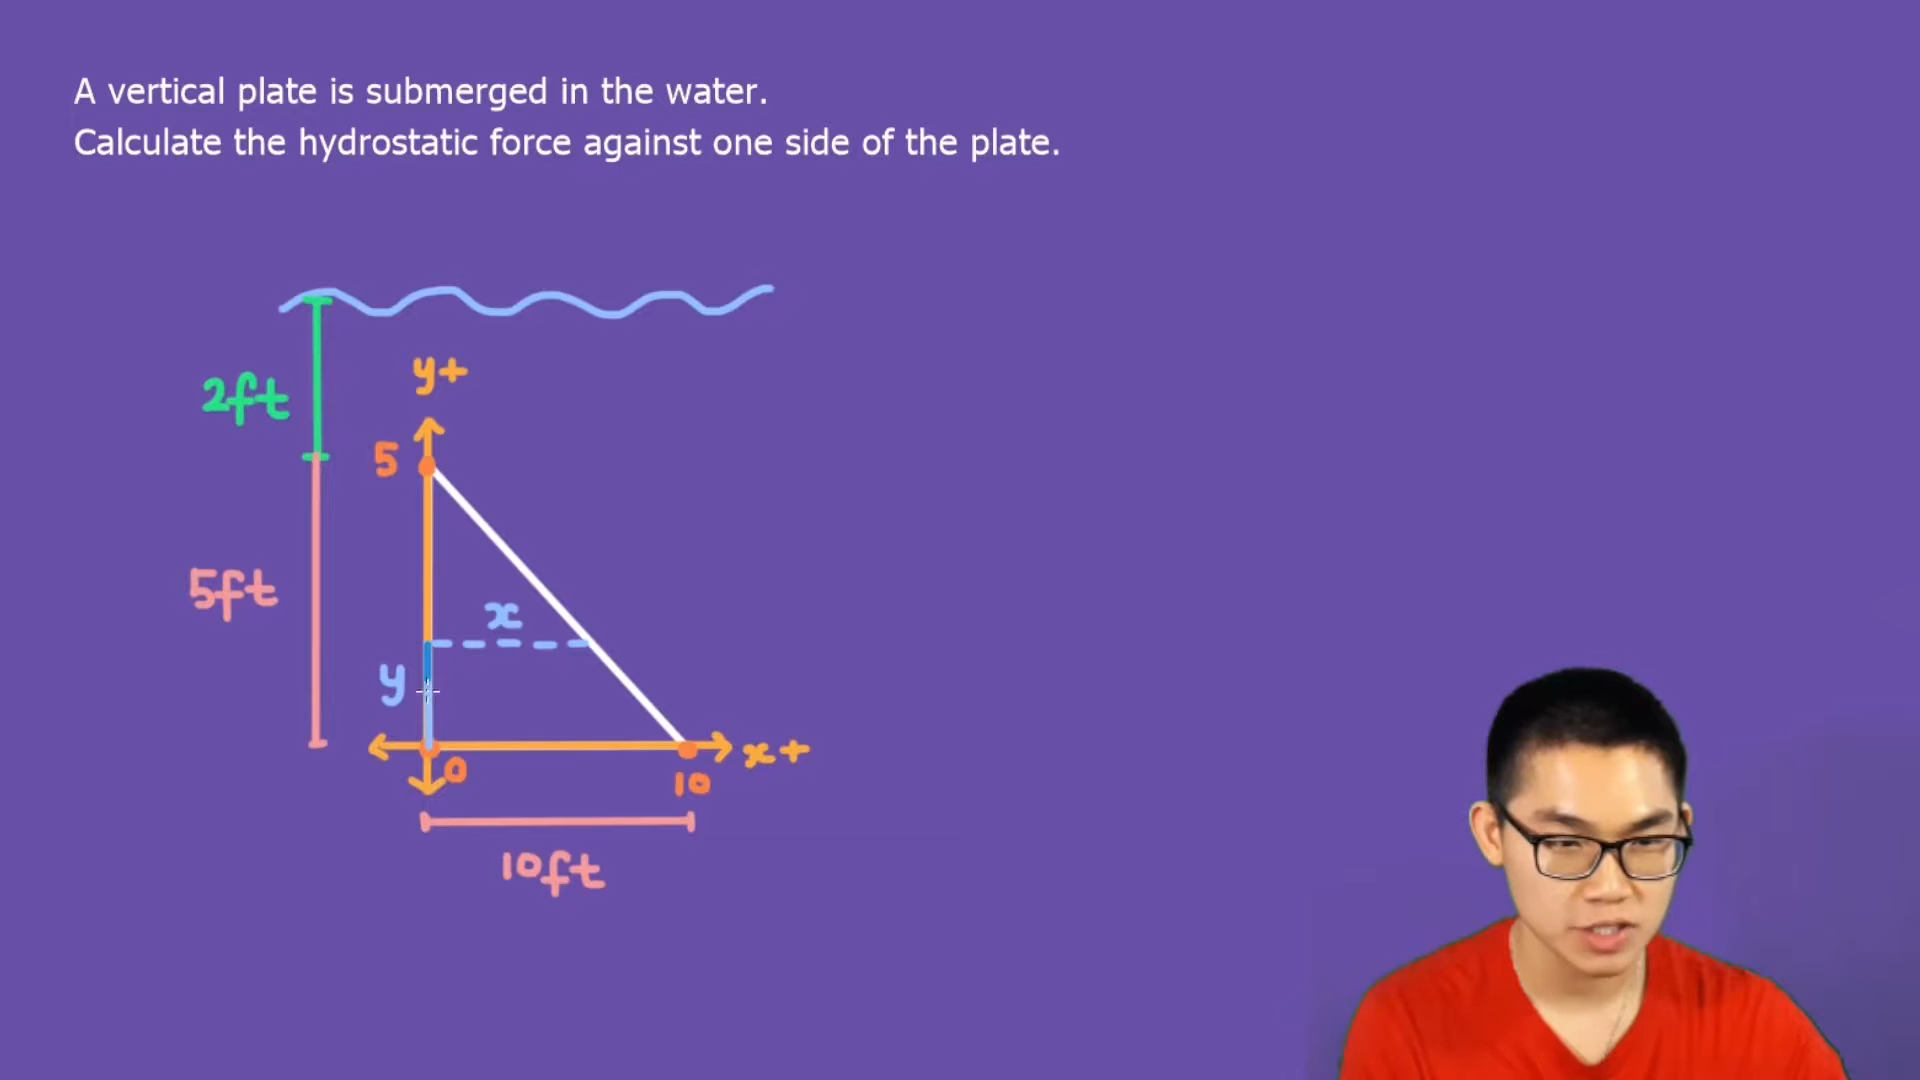 A vertical plate is submerged in the water.
Calculate the hydrostatic force against one side of the plate.
y+
2ft
5
5ft
x
y
0
x+
10
10ft